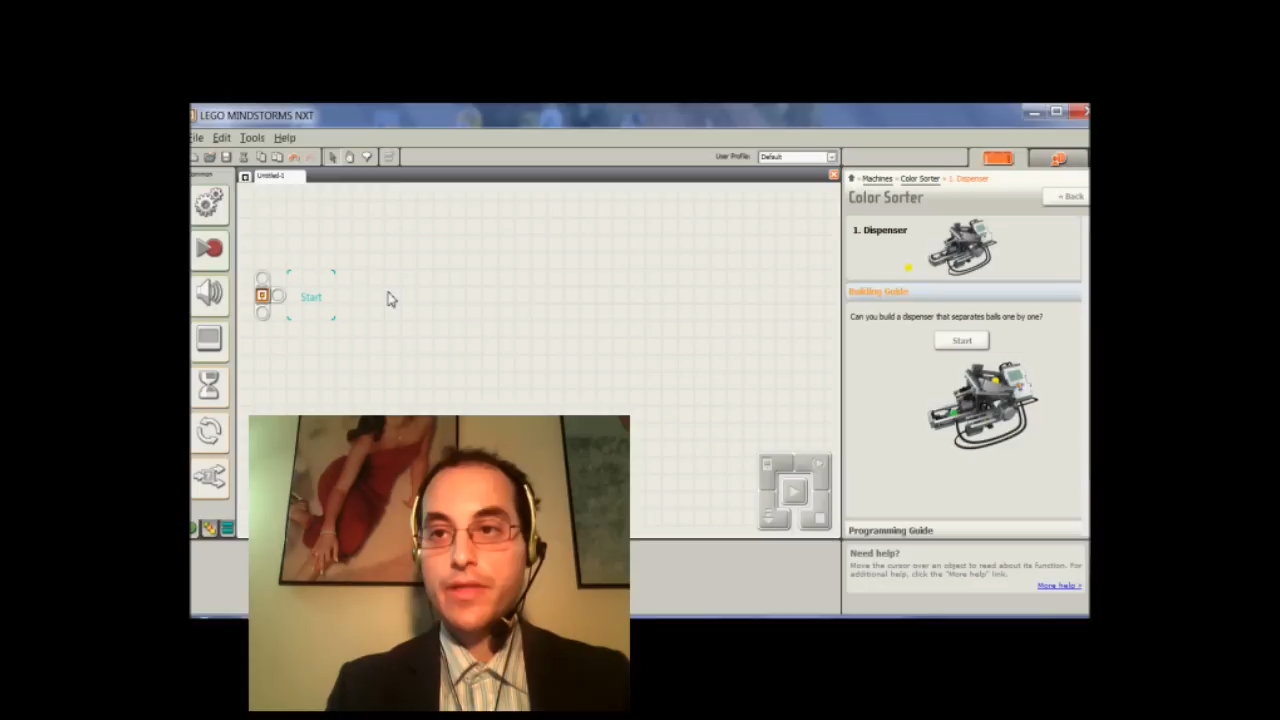 LEGO MINDSTORMS NXT
File Edit Tools Help
User Profile: Default
Common
Untitled-1
Machines > Color Sorter > 1. Dispenser
Color Sorter
« Back
1. Dispenser
Start
Building Guide
Can you build a dispenser that separates balls one by one?
Start
Programming Guide
Need help?
Move the cursor over an object to read about its function. For
additional help, click the "More help" link.
More help »